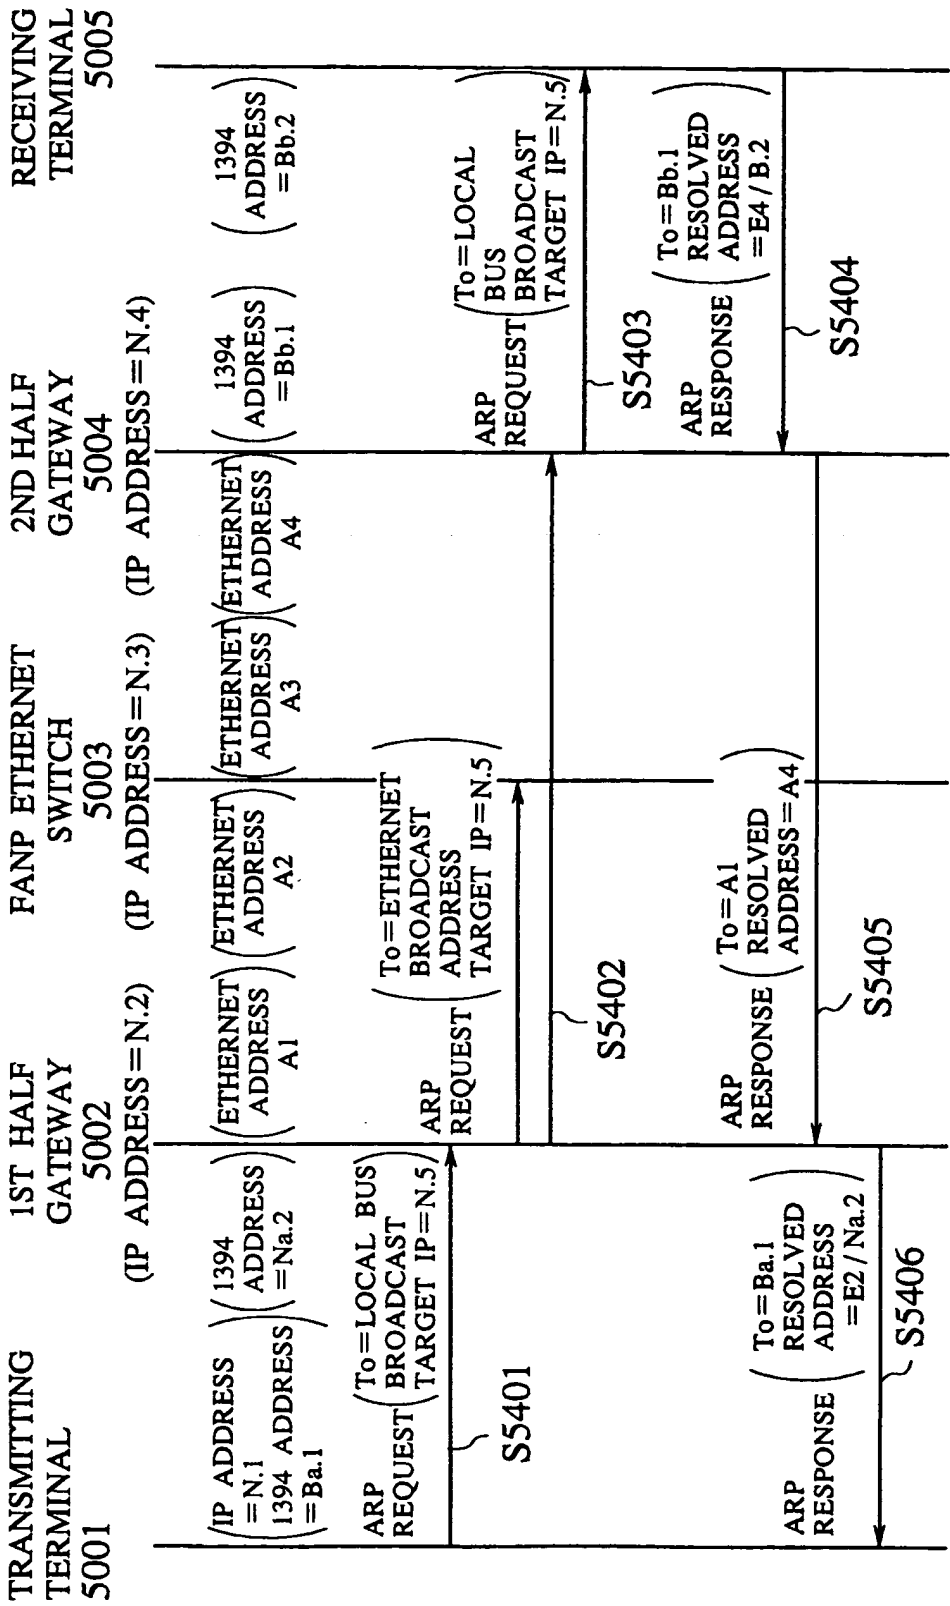 TRANSMITTING
TERMINAL
5001
1ST HALF
GATEWAY
5002
(IP ADDRESS=N.2)
FANP ETHERNET
SWITCH
5003
(IP ADDRESS=N.3)
2ND HALF
GATEWAY
5004
(IP ADDRESS=N.4)
RECEIVING
TERMINAL
5005
(IP ADDRESS
=N.1
1394 ADDRESS
=Ba.1)
(1394
ADDRESS
=Na.2)
(ETHERNET
ADDRESS
A1)
(ETHERNET
ADDRESS
A2)
(ETHERNET
ADDRESS
A3)
(ETHERNET
ADDRESS
A4)
(1394
ADDRESS
=Bb.1)
(1394
ADDRESS
=Bb.2)
ARP
REQUEST
(To=LOCAL BUS
BROADCAST
TARGET IP=N.5)
S5401
ARP
REQUEST
(To=ETHERNET
BROADCAST
ADDRESS
TARGET IP=N.5)
S5402
ARP
REQUEST
(To=LOCAL
BUS
BROADCAST
TARGET IP=N.5)
S5403
ARP
RESPONSE
(To=Bb.1
RESOLVED
ADDRESS
=E4/B.2)
S5404
ARP
RESPONSE
(To=A1
RESOLVED
ADDRESS=A4)
S5405
ARP
RESPONSE
(To=Ba.1
RESOLVED
ADDRESS
=E2/Na.2)
S5406